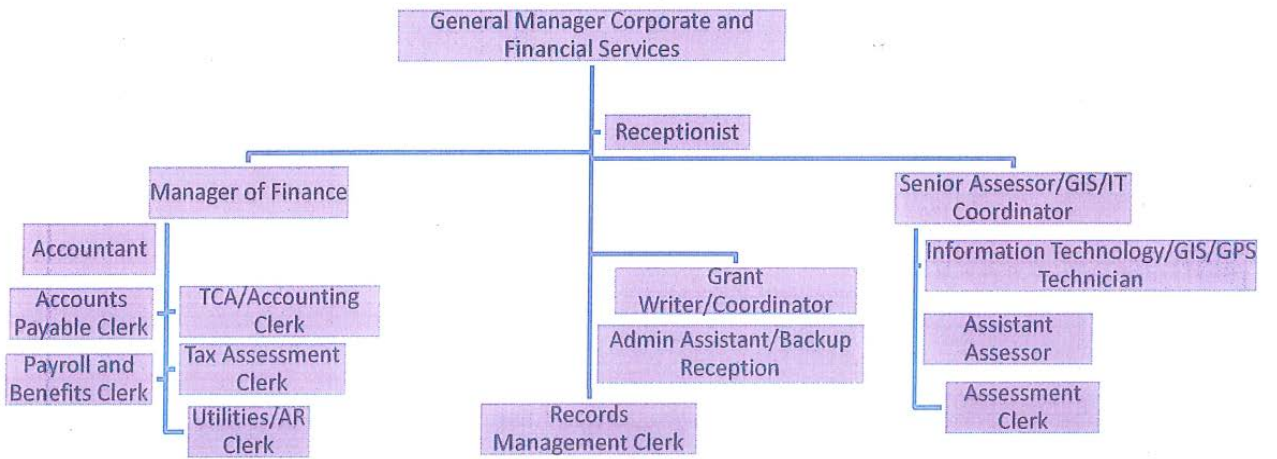 General Manager Corporate and
Financial Services
Receptionist
Manager of Finance
Senior Assessor/GIS/IT
Coordinator
Accountant
Information Technology/GIS/GPS
Technician
Accounts
Payable Clerk
TCA/Accounting
Clerk
Grant
Writer/Coordinator
Admin Assistant/Backup
Reception
Assistant
Assessor
Payroll and
Benefits Clerk
Tax Assessment
Clerk
Utilities/AR
Clerk
Records
Management Clerk
Assessment
Clerk